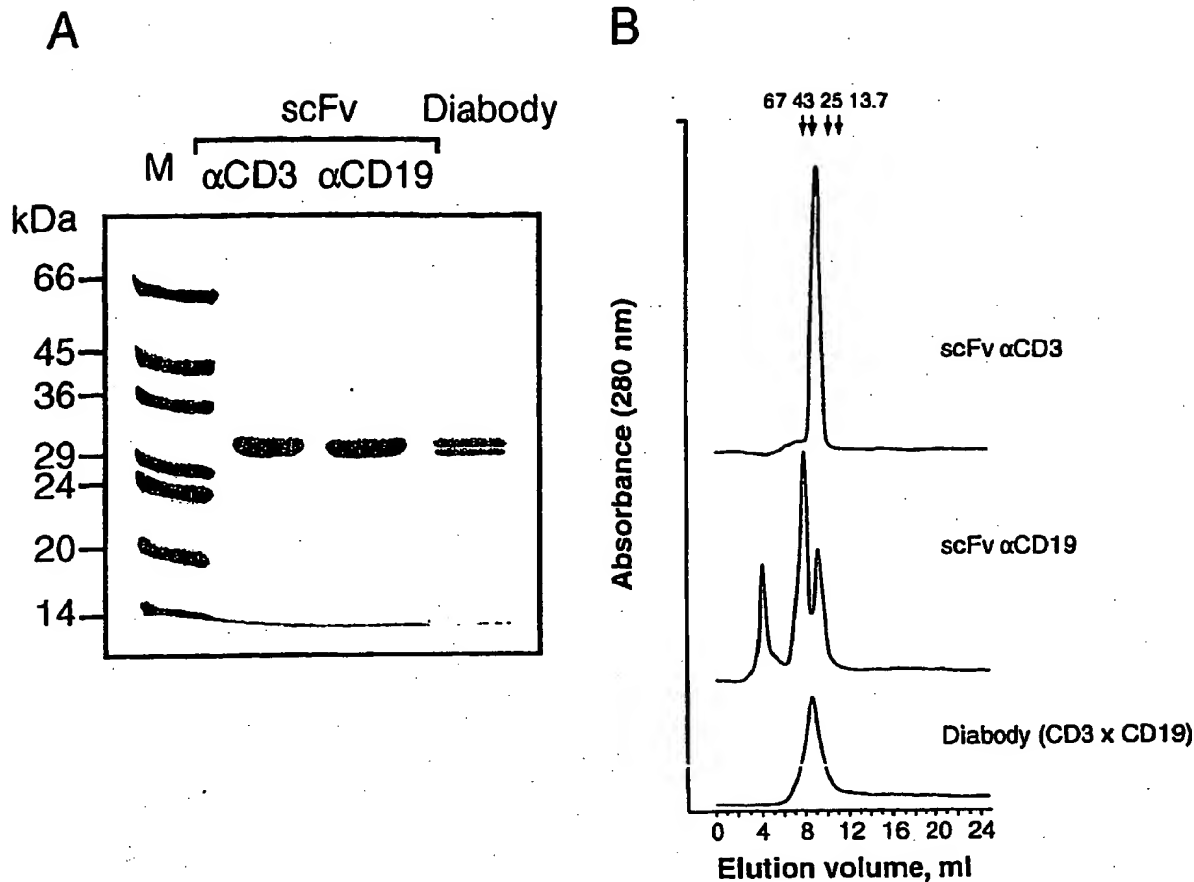 A
scFv Diabody
M αCD3 αCD19
kDa
66
45
36
29
24
20
14
B
67 43 25 13.7
Absorbance (280 nm)
scFv αCD3
scFv αCD19
Diabody (CD3 x CD19)
0 4 8 12 16 20 24
Elution volume, ml